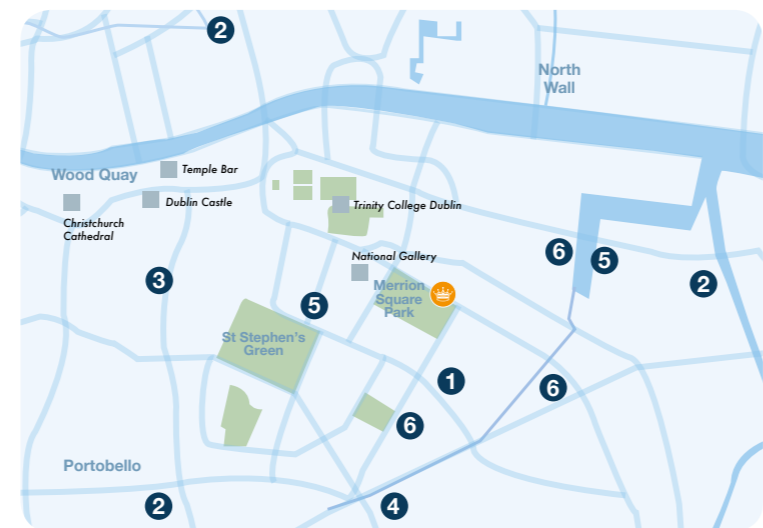 2
North
Wall
Wood Quay
Temple Bar
Dublin Castle
Trinity College Dublin
Christchurch
Cathedral
National Gallery
6
5
3
2
Merrion
Square
Park
5
St Stephen's
Green
1
6
6
Portobello
2
4